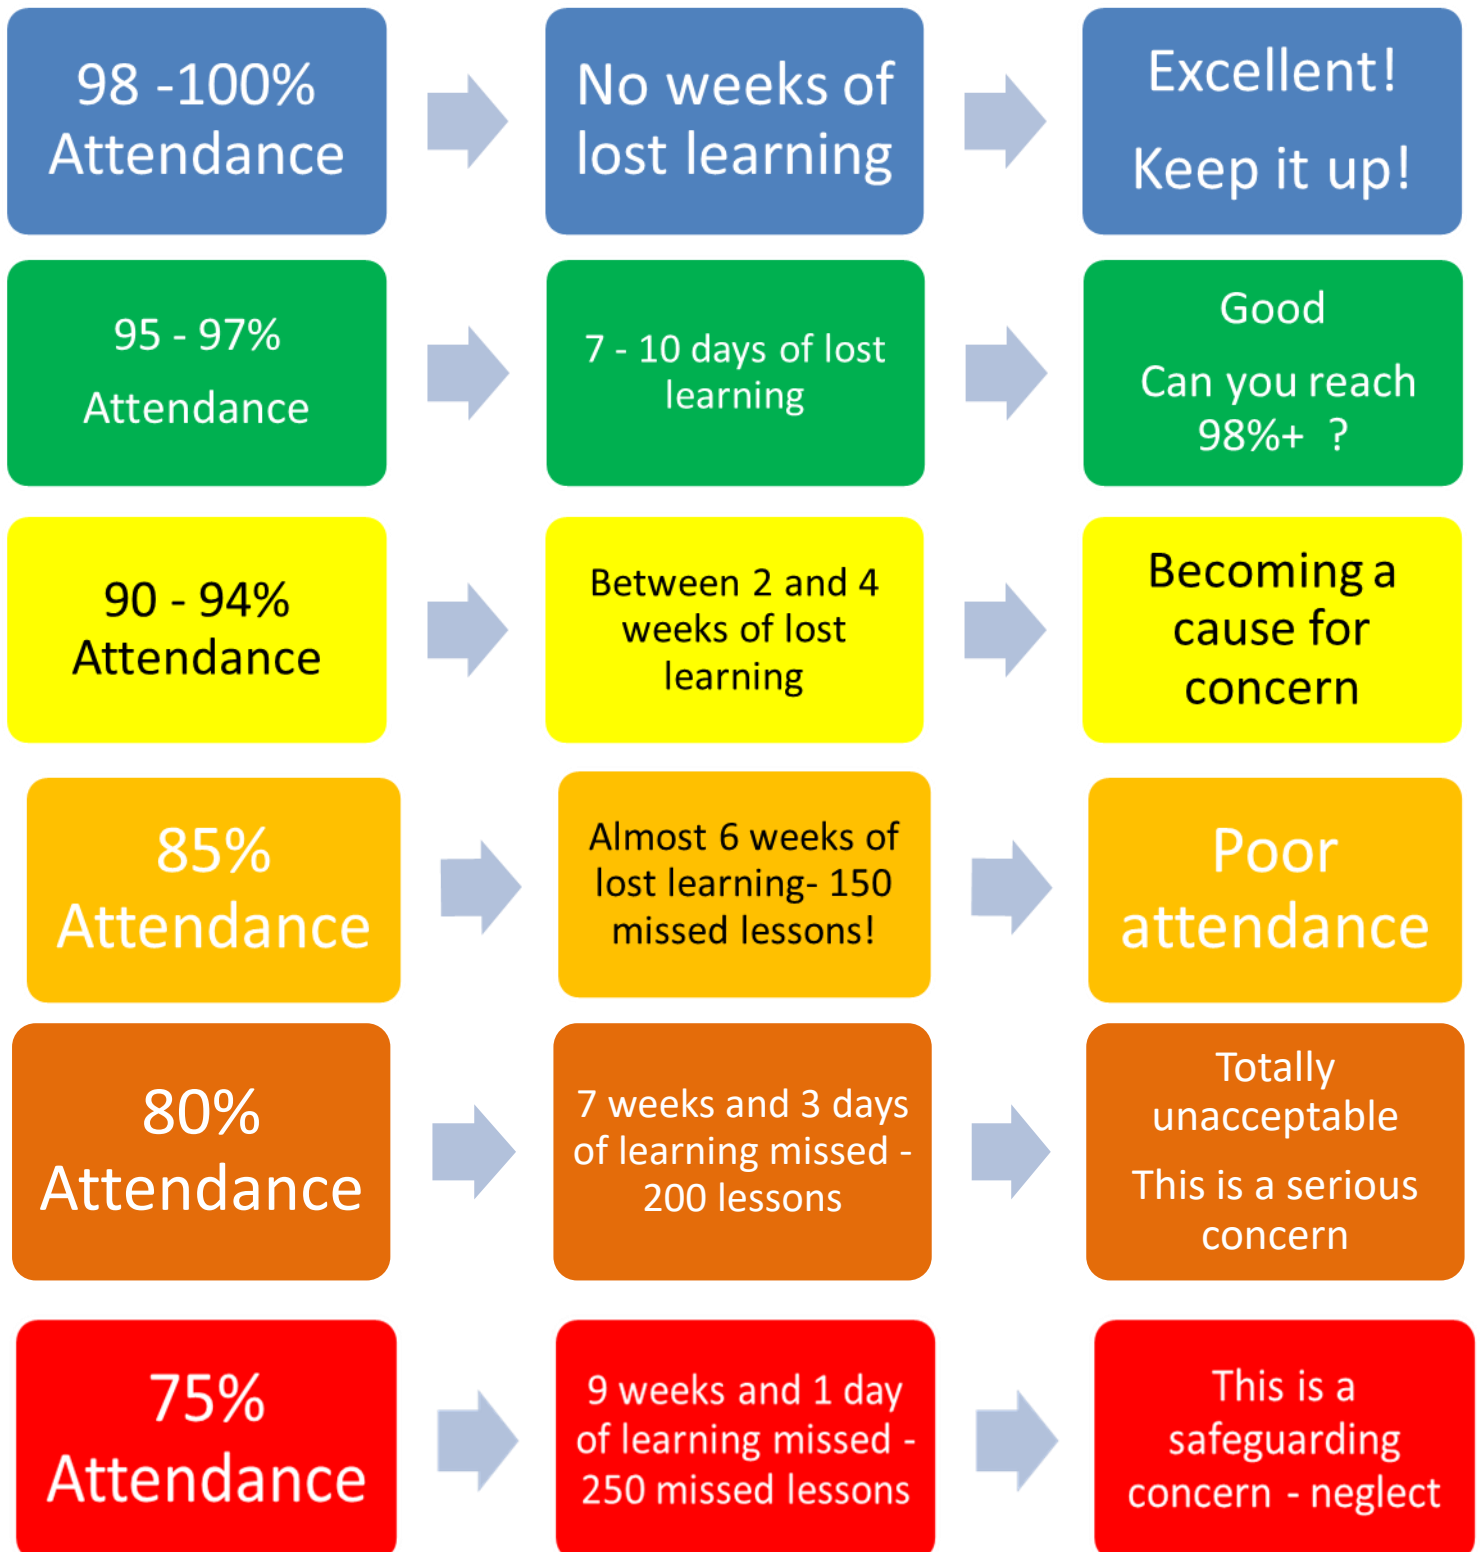 98 -100%
Attendance
No weeks of
lost learning
Excellent!
Keep it up!
95 - 97%
Attendance
7 - 10 days of lost
learning
Good
Can you reach
98%+ ?
90 - 94%
Attendance
Between 2 and 4
weeks of lost
learning
Becoming a
cause for
concern
85%
Attendance
Almost 6 weeks of
lost learning- 150
missed lessons!
Poor
attendance
80%
Attendance
7 weeks and 3 days
of learning missed -
200 lessons
Totally
unacceptable
This is a serious
concern
75%
Attendance
9 weeks and 1 day
of learning missed -
250 missed lessons
This is a
safeguarding
concern - neglect